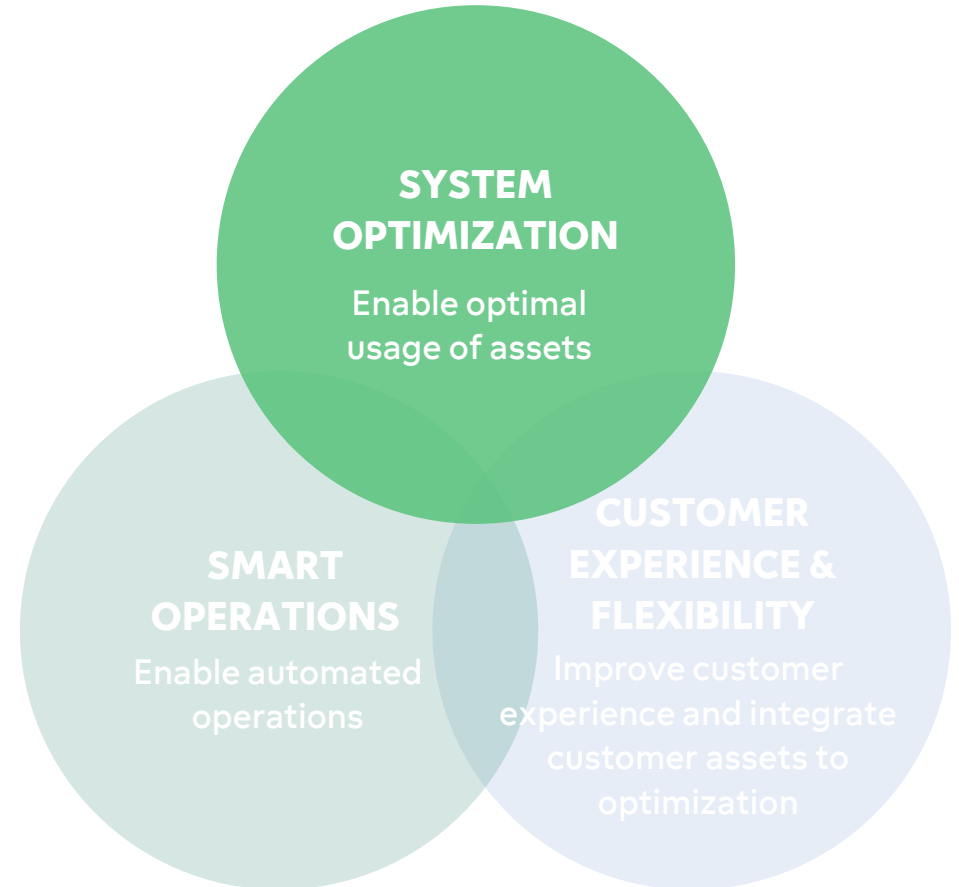 SYSTEM
OPTIMIZATION
Enable optimal
usage of assets
SMART
OPERATIONS
Enable automated
operations
CUSTOMER
EXPERIENCE &
FLEXIBILITY
Improve customer
experience and integrate
customer assets to
optimization